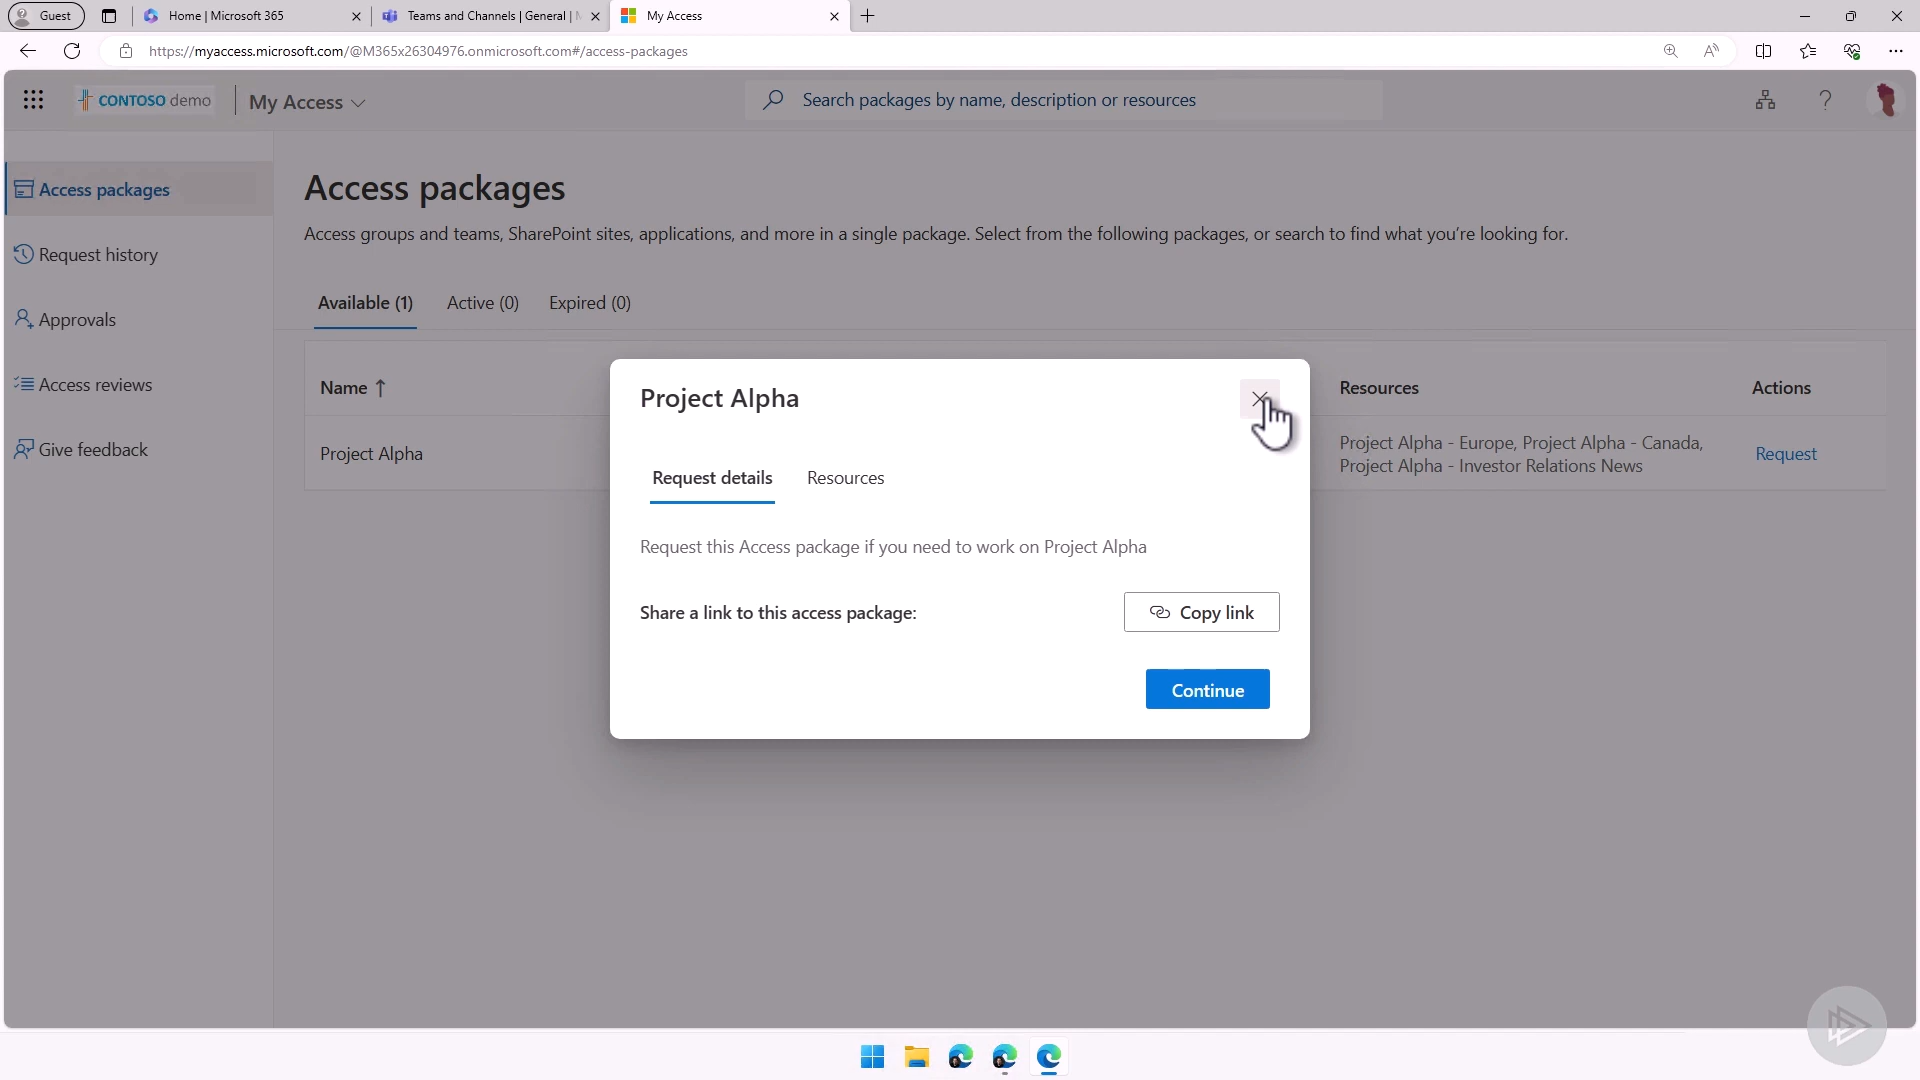 Guest
Home | Microsoft 365
Teams and Channels | General |
My Access
https://myaccess.microsoft.com/@M365x26304976.onmicrosoft.com#/access-packages
CONTOSO demo
My Access
Search packages by name, description or resources
Access packages
Request history
Approvals
Access reviews
Give feedback
Access packages
Access groups and teams, SharePoint sites, applications, and more in a single package. Select from the following packages, or search to find what you're looking for.
Available (1)
Active (0)
Expired (0)
Name
Resources
Actions
Project Alpha
Project Alpha - Europe, Project Alpha - Canada,
Project Alpha - Investor Relations News
Request
Project Alpha
Request details
Resources
Request this Access package if you need to work on Project Alpha
Share a link to this access package:
Copy link
Continue